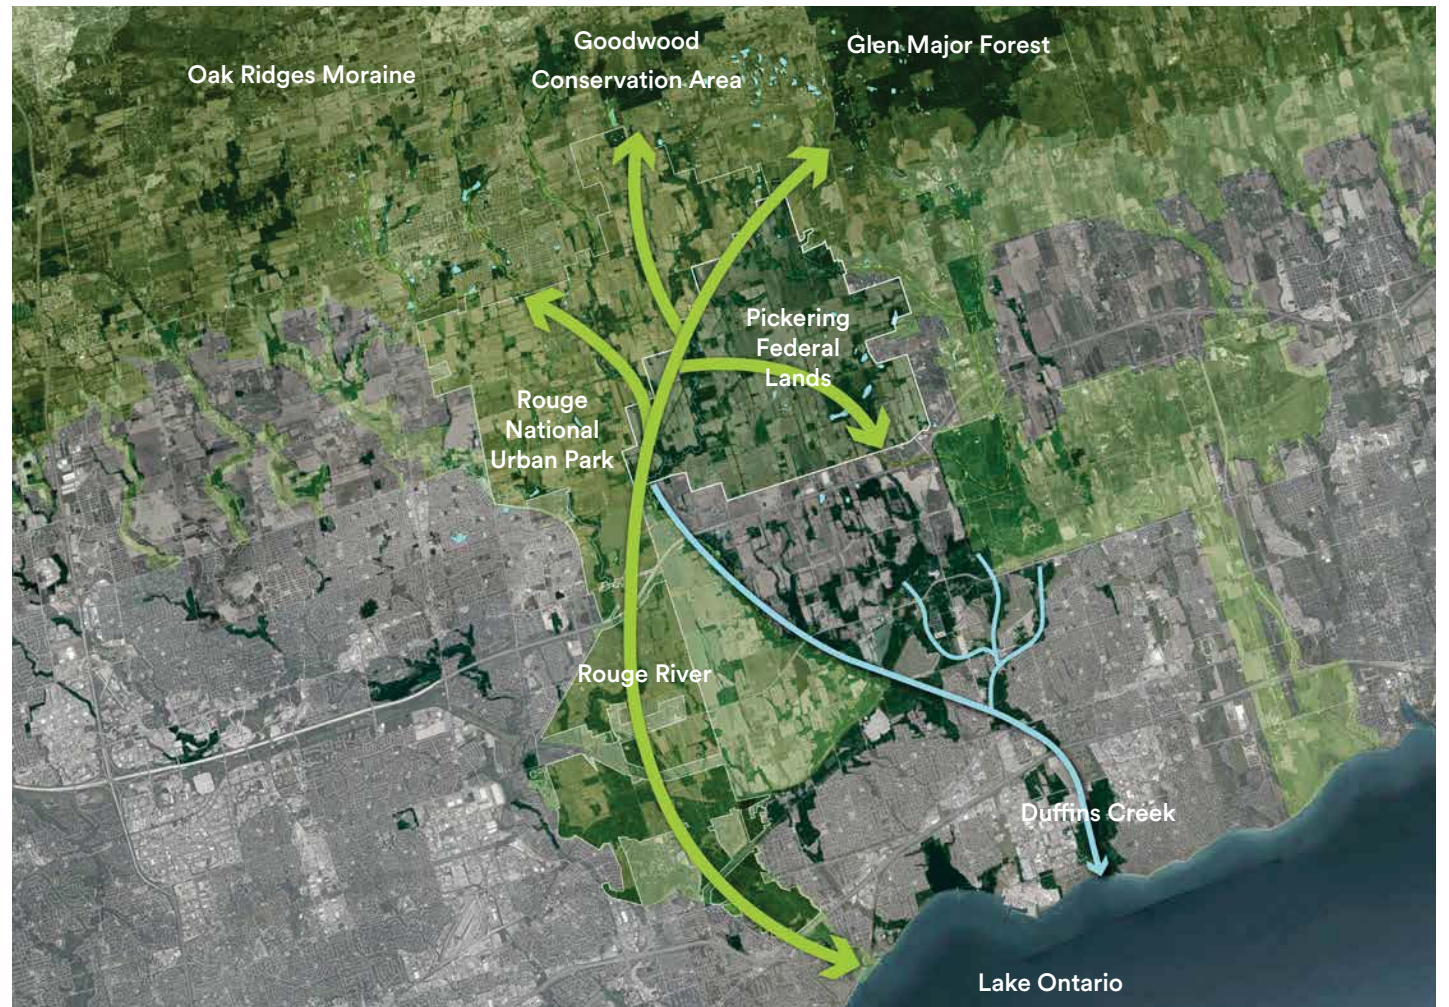 Goodwood
Conservation Area
Glen Major Forest
Oak Ridges Moraine
Pickering
Federal
Lands
Rouge
National
Urban Park
Rouge River
Duffins Creek
Lake Ontario